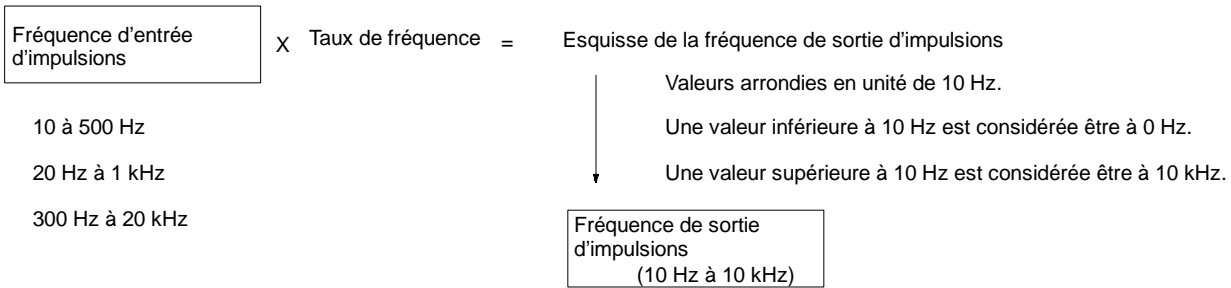 Fréquence d'entrée
d'impulsions
X Taux de fréquence = Esquisse de la fréquence de sortie d'impulsions
Valeurs arrondies en unité de 10 Hz.
10 à 500 Hz
Une valeur inférieure à 10 Hz est considérée être à 0 Hz.
20 Hz à 1 kHz
Une valeur supérieure à 10 Hz est considérée être à 10 kHz.
300 Hz à 20 kHz
Fréquence de sortie
d'impulsions
(10 Hz à 10 kHz)